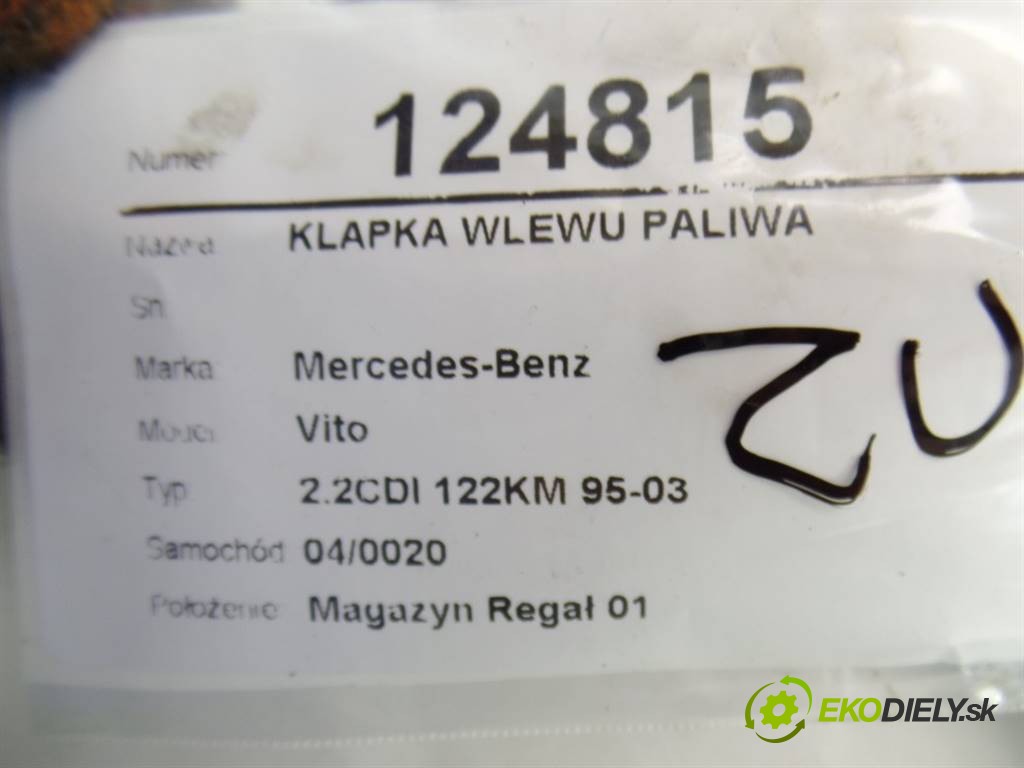 Numer 124815
Nazwa KLAPKA WLEWU PALIWA
Sn
Marka Mercedes-Benz
Model Vito
Typ 2.2CDI 122KM 95-03
Samochód 04/0020
Położenie Magazyn Regał 01
EKODIELY.sk